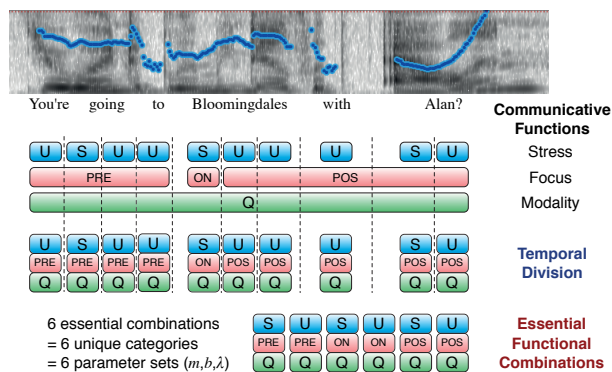 You're going to Bloomingdales with Alan?
Communicative
Functions
U S U U S U U U S U Stress
PRE ON POS Focus
Q Modality
U S U U S U U U S U
PRE PRE PRE PRE ON POS POS POS POS POS
Q Q Q Q Q Q Q Q Q Q
Temporal
Division
6 essential combinations
= 6 unique categories
= 6 parameter sets (m,b,λ)
S U S U S U
PRE PRE ON ON POS POS
Q Q Q Q Q Q
Essential
Functional
Combinations